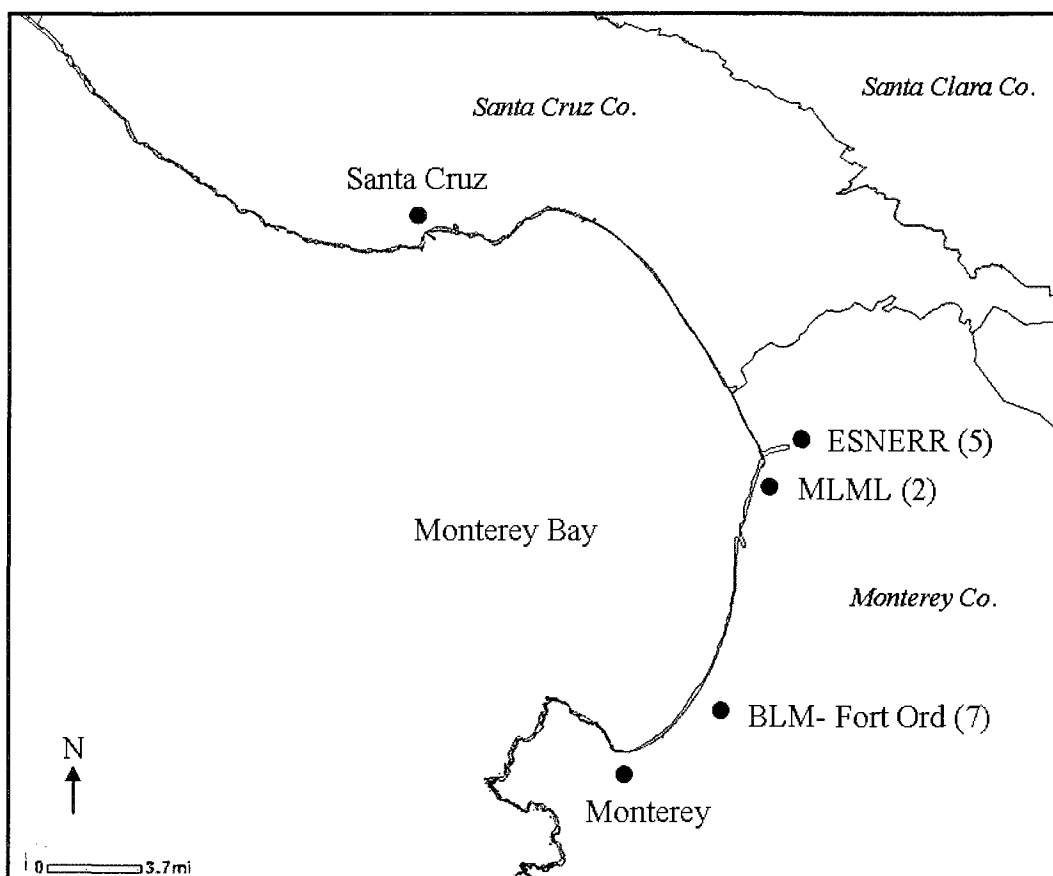 Santa Clara Co.
Santa Cruz Co.
Santa Cruz
ESNERR (5)
MLML (2)
Monterey Bay
Monterey Co.
BLM- Fort Ord (7)
N
Monterey
0 3.7mi